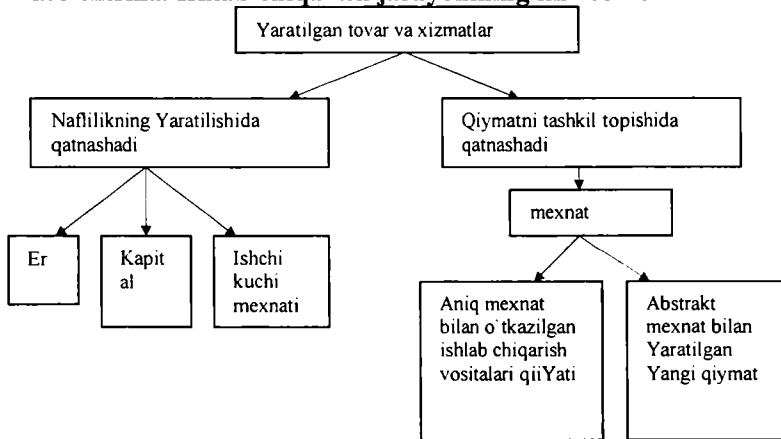 Yaratilgan tovar va xizmatlar
Naflilikning Yaratilishida
qatnashadi
Qiymatni tashkil topishida
qatnashadi
mexnat
Er
Kapit
al
Ishchi
kuchi
mexnati
Aniq mexnat
bilan o`tkazilgan
ishlab chiqarish
vositalari qiiYati
Abstrakt
mexnat bilan
Yaratilgan
Yangi qiymat